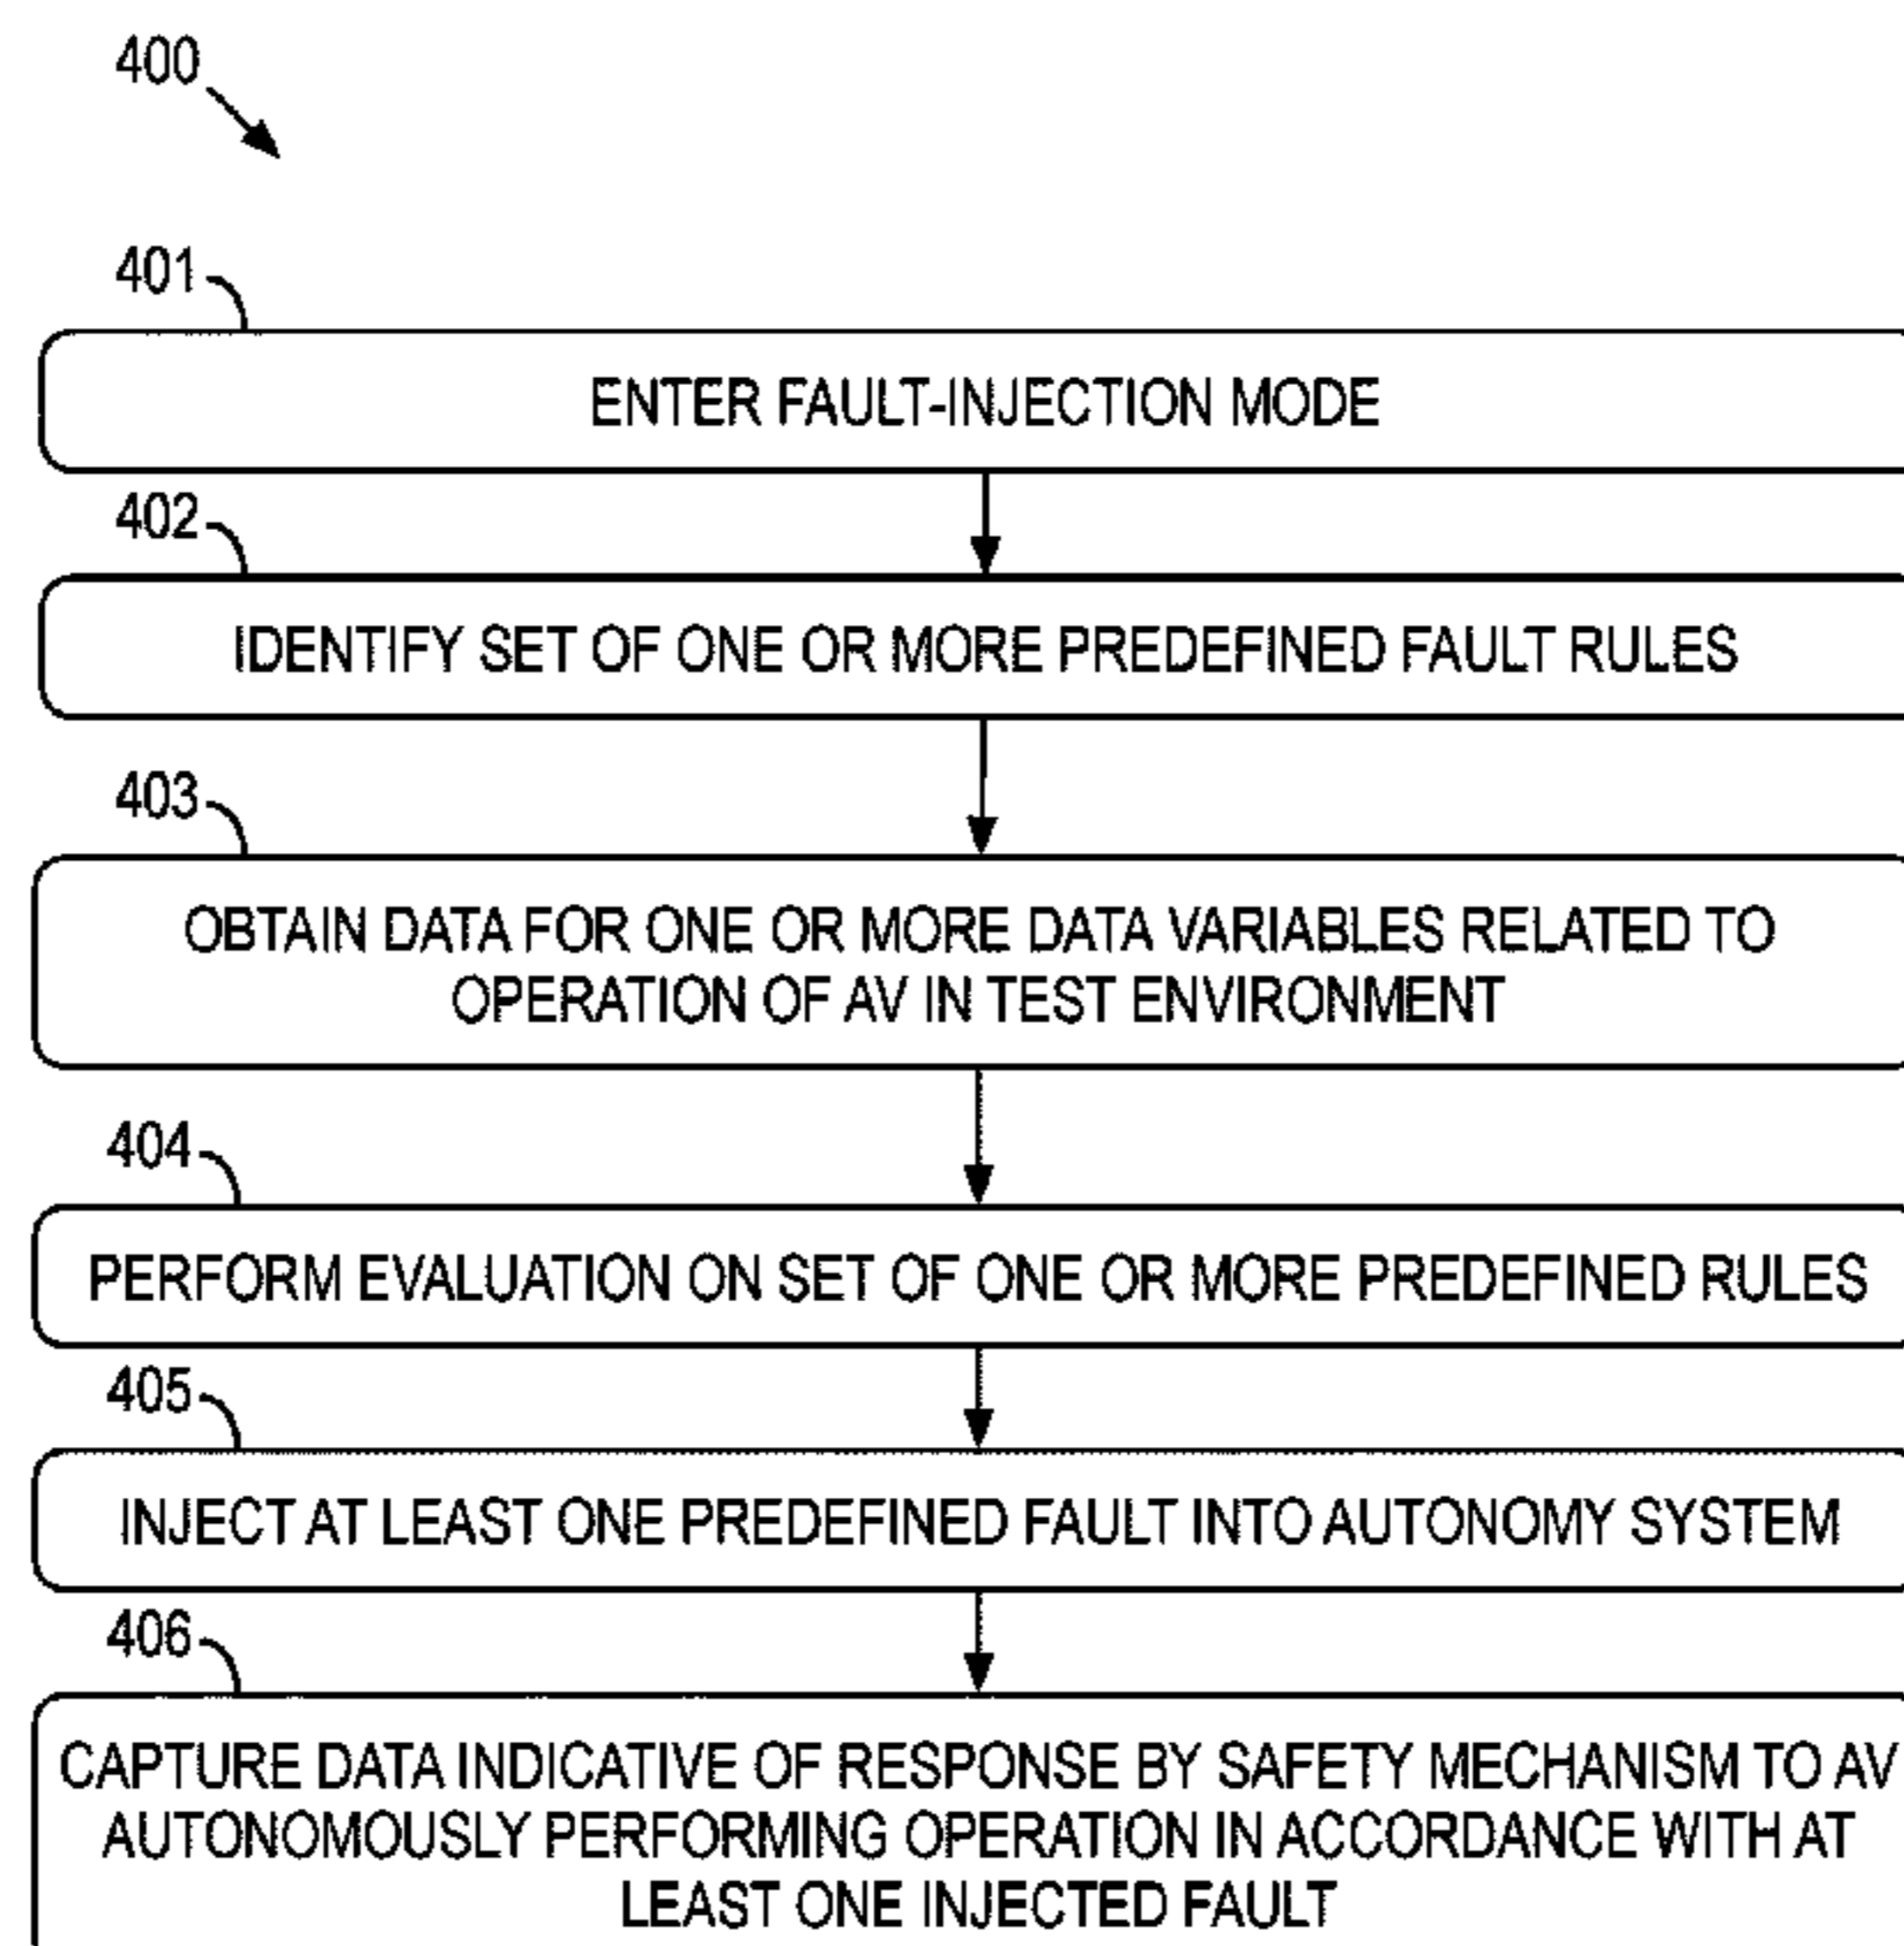 400
401
ENTER FAULT-INJECTION MODE
402
IDENTIFY SET OF ONE OR MORE PREDEFINED FAULT RULES
403
OBTAIN DATA FOR ONE OR MORE DATA VARIABLES RELATED TO
OPERATION OF AV IN TEST ENVIRONMENT
404
PERFORM EVALUATION ON SET OF ONE OR MORE PREDEFINED RULES
405
INJECT AT LEAST ONE PREDEFINED FAULT INTO AUTONOMY SYSTEM
406
CAPTURE DATA INDICATIVE OF RESPONSE BY SAFETY MECHANISM TO AV
AUTONOMOUSLY PERFORMING OPERATION IN ACCORDANCE WITH AT
LEAST ONE INJECTED FAULT